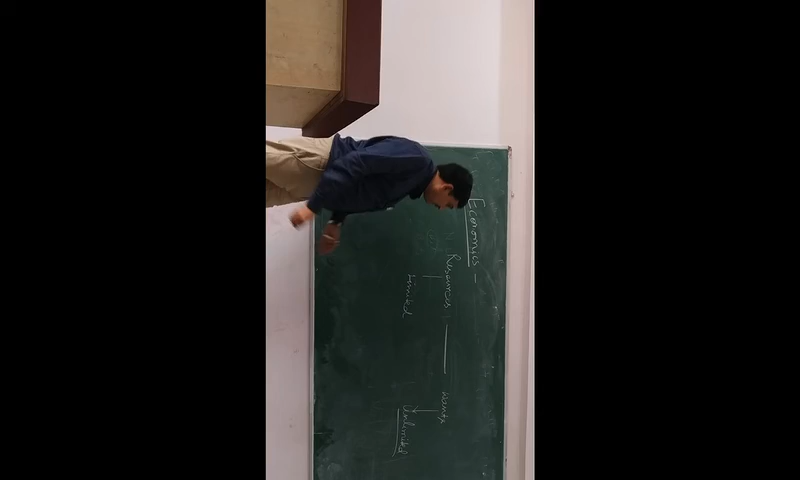 Economics -
Resources — wants
limited Unlimited